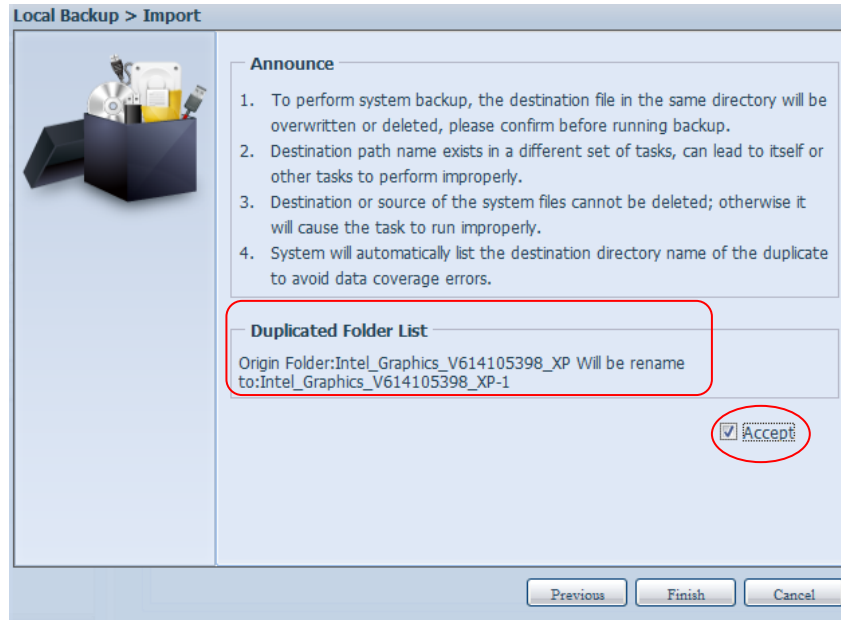 Local Backup > Import
Announce
1. To perform system backup, the destination file in the same directory will be
overwritten or deleted, please confirm before running backup.
2. Destination path name exists in a different set of tasks, can lead to itself or
other tasks to perform improperly.
3. Destination or source of the system files cannot be deleted; otherwise it
will cause the task to run improperly.
4. System will automatically list the destination directory name of the duplicate
to avoid data coverage errors.
Duplicated Folder List
Origin Folder:Intel_Graphics_V614105398_XP Will be rename
to:Intel_Graphics_V614105398_XP-1
Accept
Previous Finish Cancel